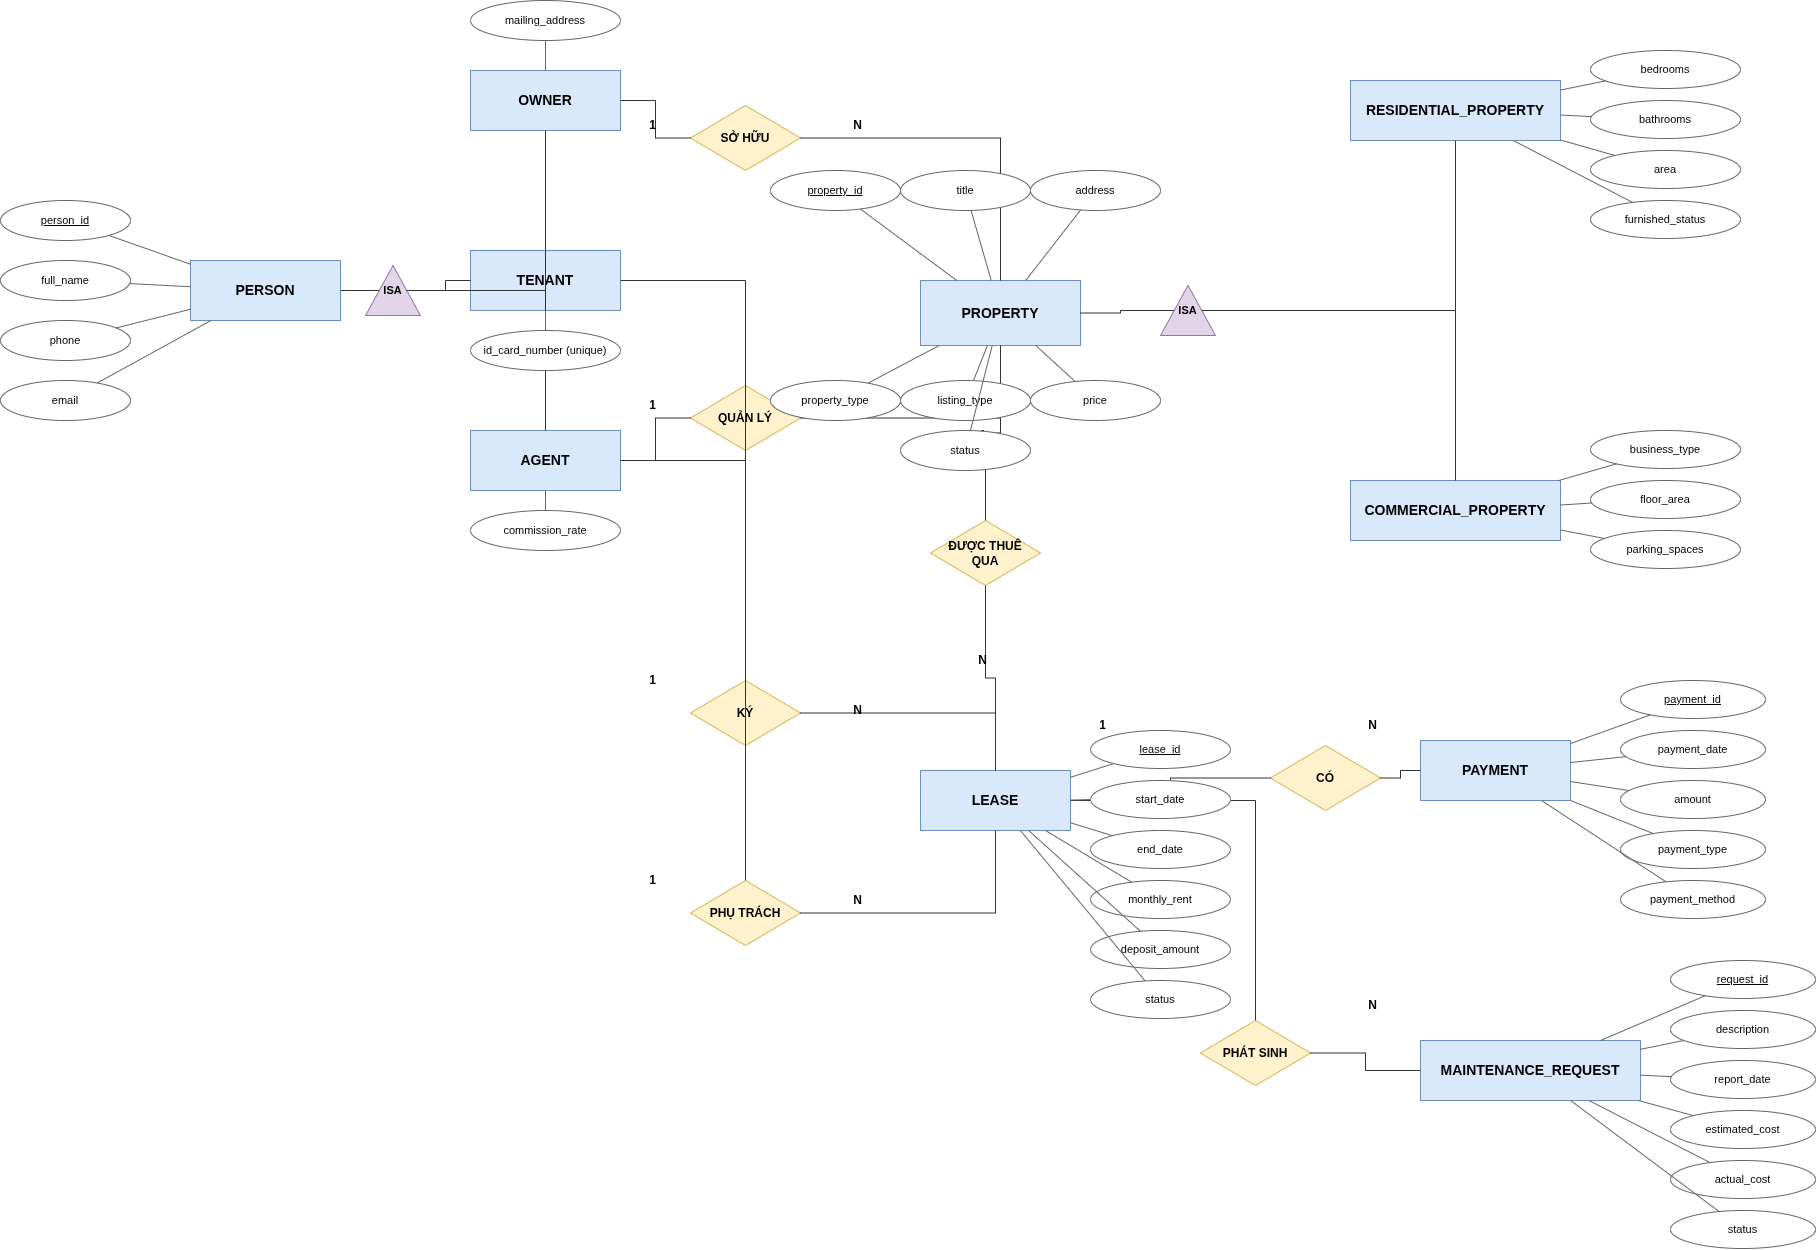 mailing_address
OWNER
1
SỞ HỮU
N
property_id
title
address
person_id
full_name
phone
email
PERSON
ISA
TENANT
id_card_number (unique)
PROPERTY
ISA
property_type
listing_type
price
status
1
QUẢN LÝ
AGENT
commission_rate
ĐƯỢC THUÊ
QUA
N
RESIDENTIAL_PROPERTY
bedrooms
bathrooms
area
furnished_status
COMMERCIAL_PROPERTY
business_type
floor_area
parking_spaces
1
KÝ
N
1
PHỤ TRÁCH
N
LEASE
1
lease_id
start_date
end_date
monthly_rent
deposit_amount
status
CÓ
N
PAYMENT
payment_id
payment_date
amount
payment_type
payment_method
PHÁT SINH
N
MAINTENANCE_REQUEST
request_id
description
report_date
estimated_cost
actual_cost
status